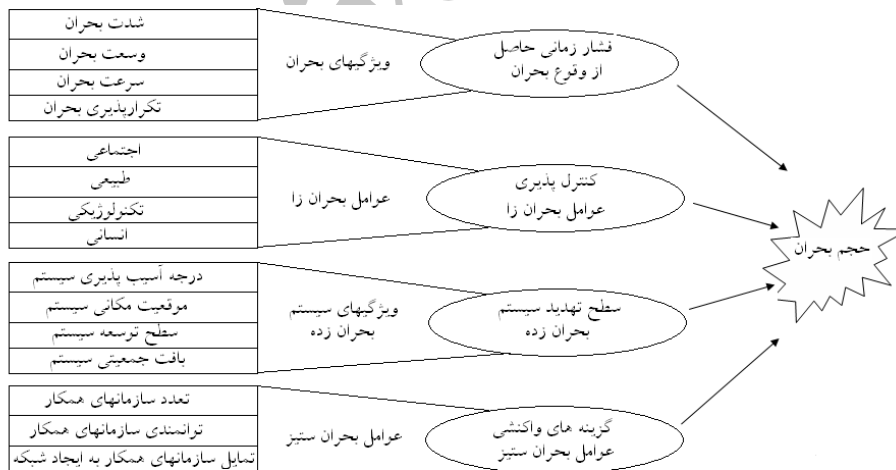 فشار زمانی حاصل
از وقوع بحران
ویژگیهای بحران
شدت بحران
وسعت بحران
سرعت بحران
تکرارپذیری بحران
کنترل پذیری
عوامل بحران زا
عوامل بحران زا
اجتماعی
طبیعی
تکنولوژیکی
انسانی
حجم بحران
سطح تهدید سیستم
بحران زده
ویژگیهای سیستم
بحران زده
درجه آسیب پذیری سیستم
موقعیت مکانی سیستم
سطح توسعه سیستم
بافت جمعیتی سیستم
گزینه های واکنشی
عوامل بحران ستیز
عوامل بحران ستیز
تعدد سازمانهای همکار
توانمندی سازمانهای همکار
تمایل سازمانهای همکار به ایجاد شبکه